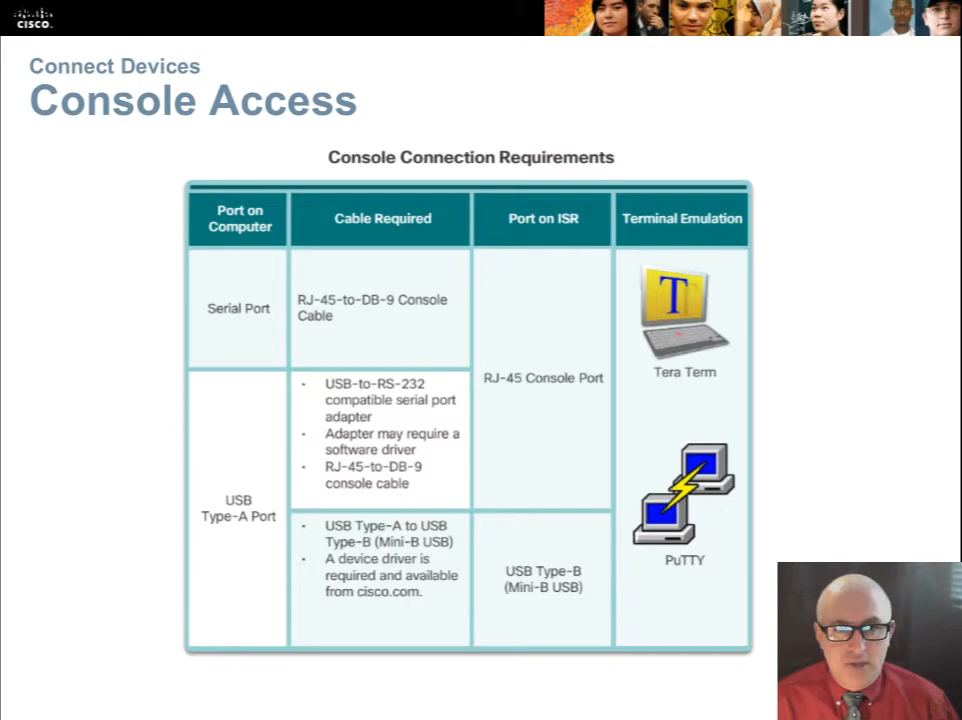 CISCO
Connect Devices
Console Access
Console Connection Requirements
Port on
Computer
Cable Required
Port on ISR
Terminal Emulation
Serial Port
RJ-45-to-DB-9 Console
Cable
RJ-45 Console Port
T
Tera Term
USB
Type-A Port
· USB-to-RS-232
compatible serial port
adapter
· Adapter may require a
software driver
· RJ-45-to-DB-9
console cable
· USB Type-A to USB
Type-B (Mini-B USB)
· A device driver is
required and available
from cisco.com.
USB Type-B
(Mini-B USB)
PuTTY